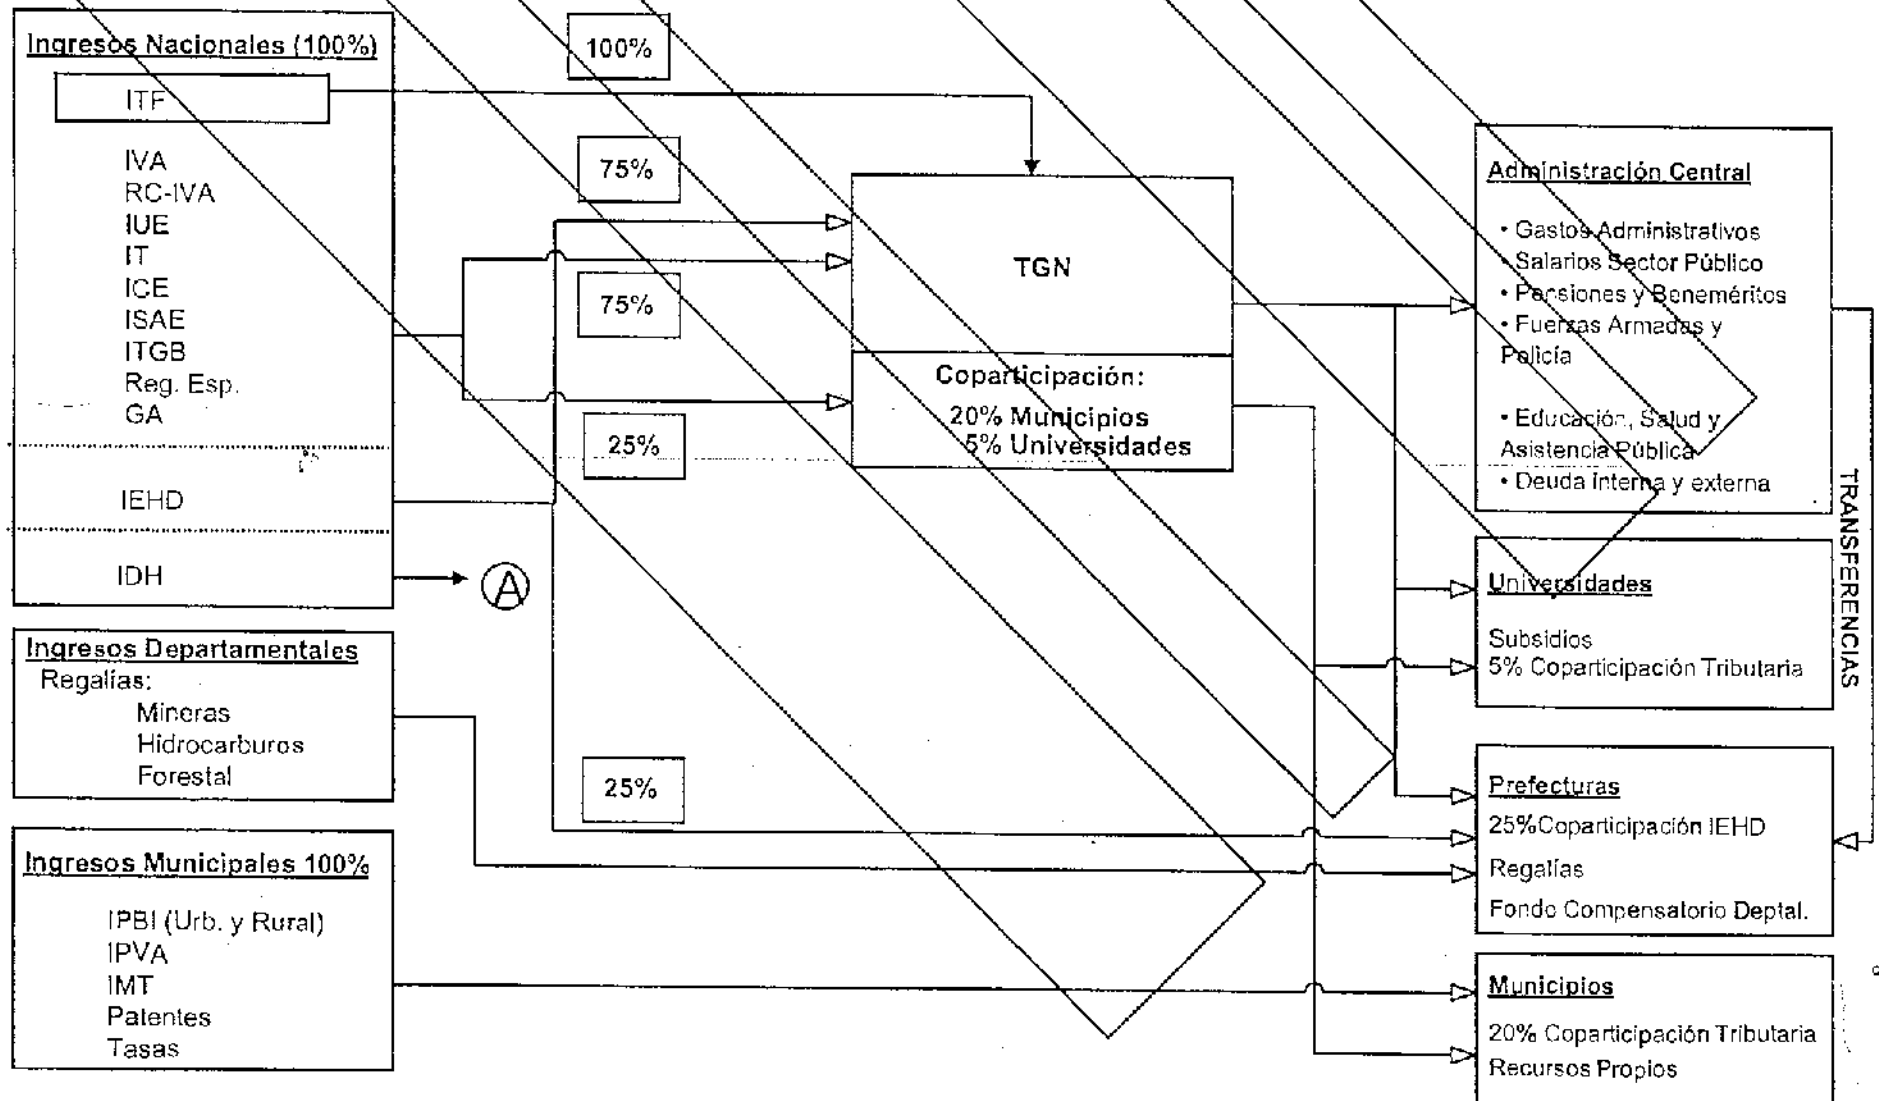 Ingresos Nacionales (100%)
ITF
IVA
RC-IVA
IUE
IT
ICE
ISAE
ITGB
Reg. Esp.
GA
IEHD
IDH
A
Ingresos Departamentales
Regalías:
Mineras
Hidrocarburos
Forestal
Ingresos Municipales 100%
IPBI (Urb. y Rural)
IPVA
IMT
Patentes
Tasas
100%
75%
75%
25%
25%
TGN
Coparticipación:
20% Municipios
5% Universidades
Administración Central
• Gastos Administrativos
• Salarios Sector Público
• Pensiones y Beneméritos
• Fuerzas Armadas y
Policía
• Educación, Salud y
Asistencia Pública
• Deuda interna y externa
Universidades
Subsidios
5% Coparticipación Tributaria
Prefecturas
25%Coparticipación IEHD
Regalías
Fondo Compensatorio Deptal.
Municipios
20% Coparticipación Tributaria
Recursos Propios
TRANSFERENCIAS